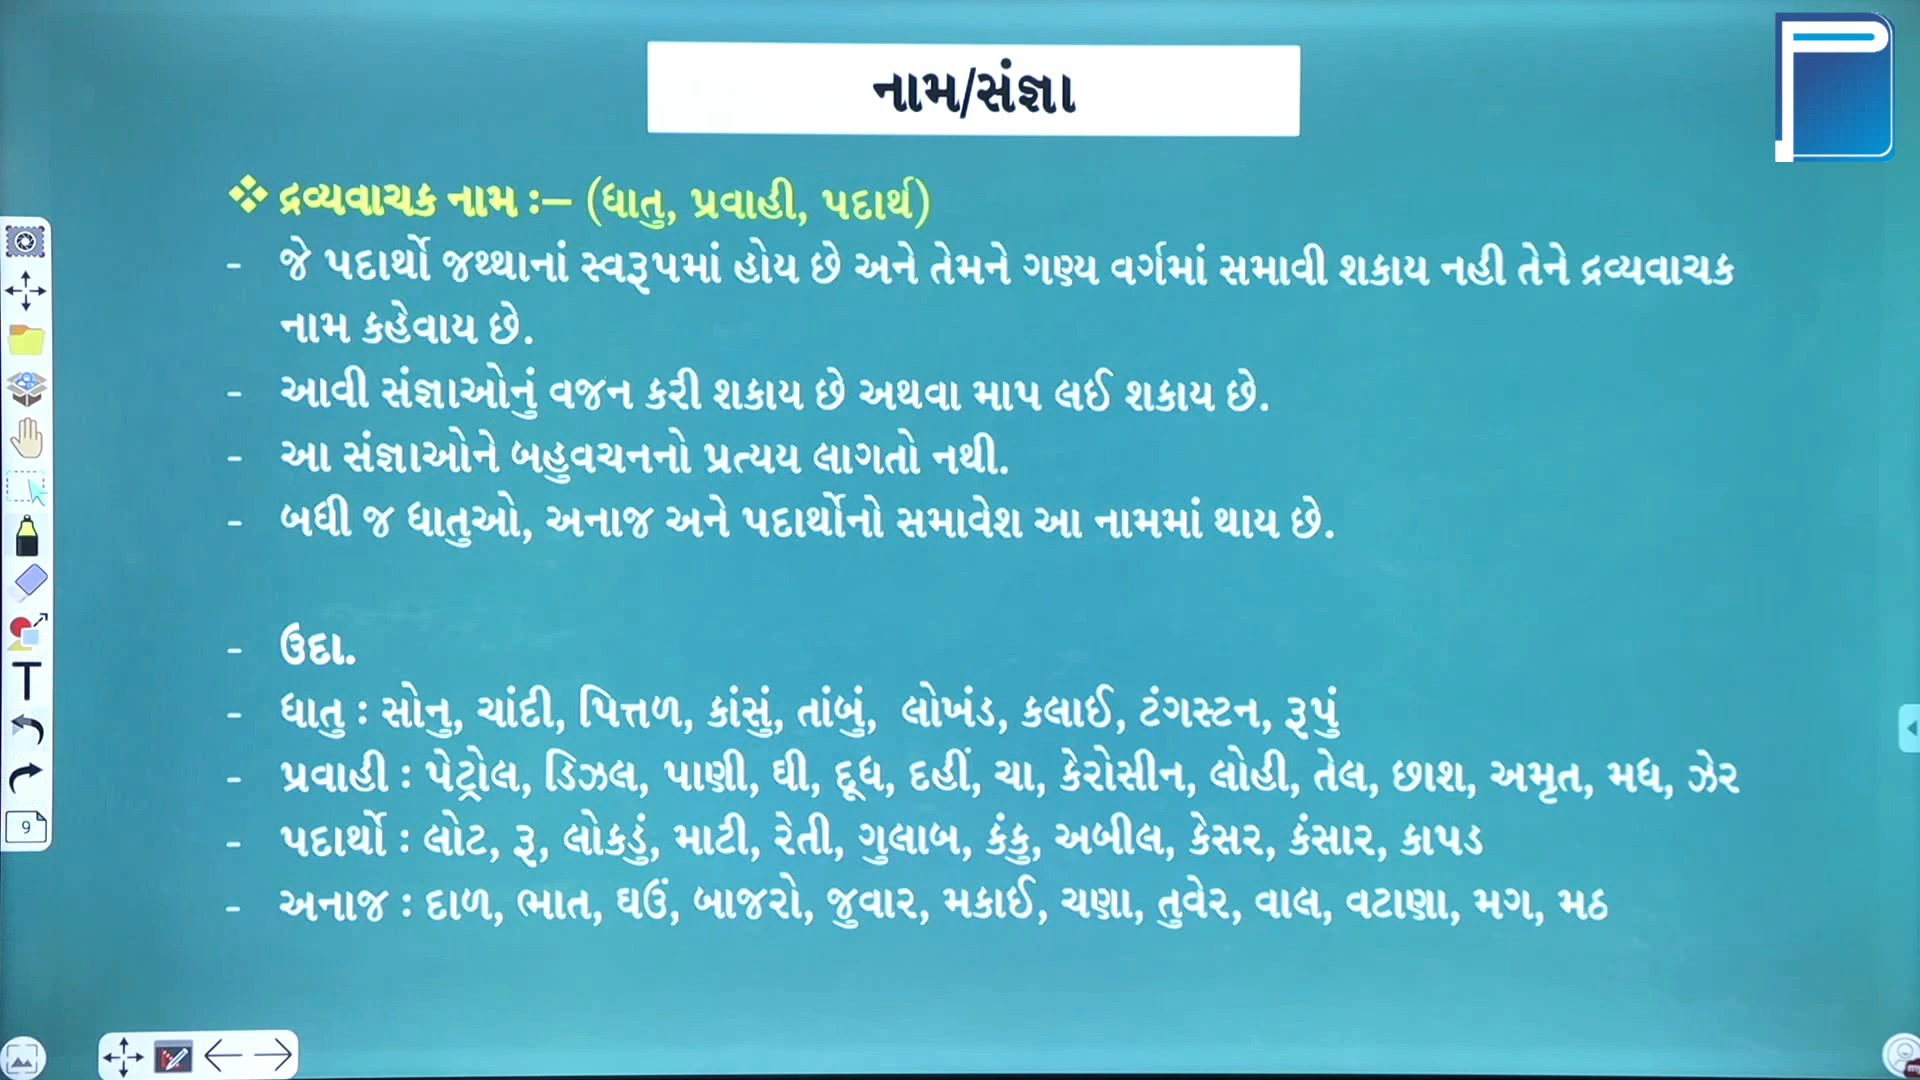 નામ/સંજ્ઞા
❖ દ્રવ્યવાચક નામ :– (ધાતુ, પ્રવાહી, પદાર્થ)
- જે પદાર્થો જથ્થાનાં સ્વરૂપમાં હોય છે અને તેમને ગણ્ય વર્ગમાં સમાવી શકાય નહી તેને દ્રવ્યવાચક
નામ કહેવાય છે.
- આવી સંજ્ઞાઓનું વજન કરી શકાય છે અથવા માપ લઈ શકાય છે.
- આ સંજ્ઞાઓને બહુવચનનો પ્રત્યય લાગતો નથી.
- બધી જ ધાતુઓ, અનાજ અને પદાર્થોનો સમાવેશ આ નામમાં થાય છે.
- ઉદા.
- ધાતુ : સોનુ, ચાંદી, પિત્તળ, કાંસું, તાંબું, લોખંડ, કલાઈ, ટંગસ્ટન, રૂપું
- પ્રવાહી : પેટ્રોલ, ડિઝલ, પાણી, ઘી, દૂધ, દહીં, ચા, કેરોસીન, લોહી, તેલ, છાશ, અમૃત, મધ, ઝેર
- પદાર્થો : લોટ, રૂ, લોકડું, માટી, રેતી, ગુલાબ, કંકુ, અબીલ, કેસર, કંસાર, કાપડ
- અનાજ : દાળ, ભાત, ઘઉં, બાજરો, જુવાર, મકાઈ, ચણા, તુવેર, વાલ, વટાણા, મગ, મઠ
T
9